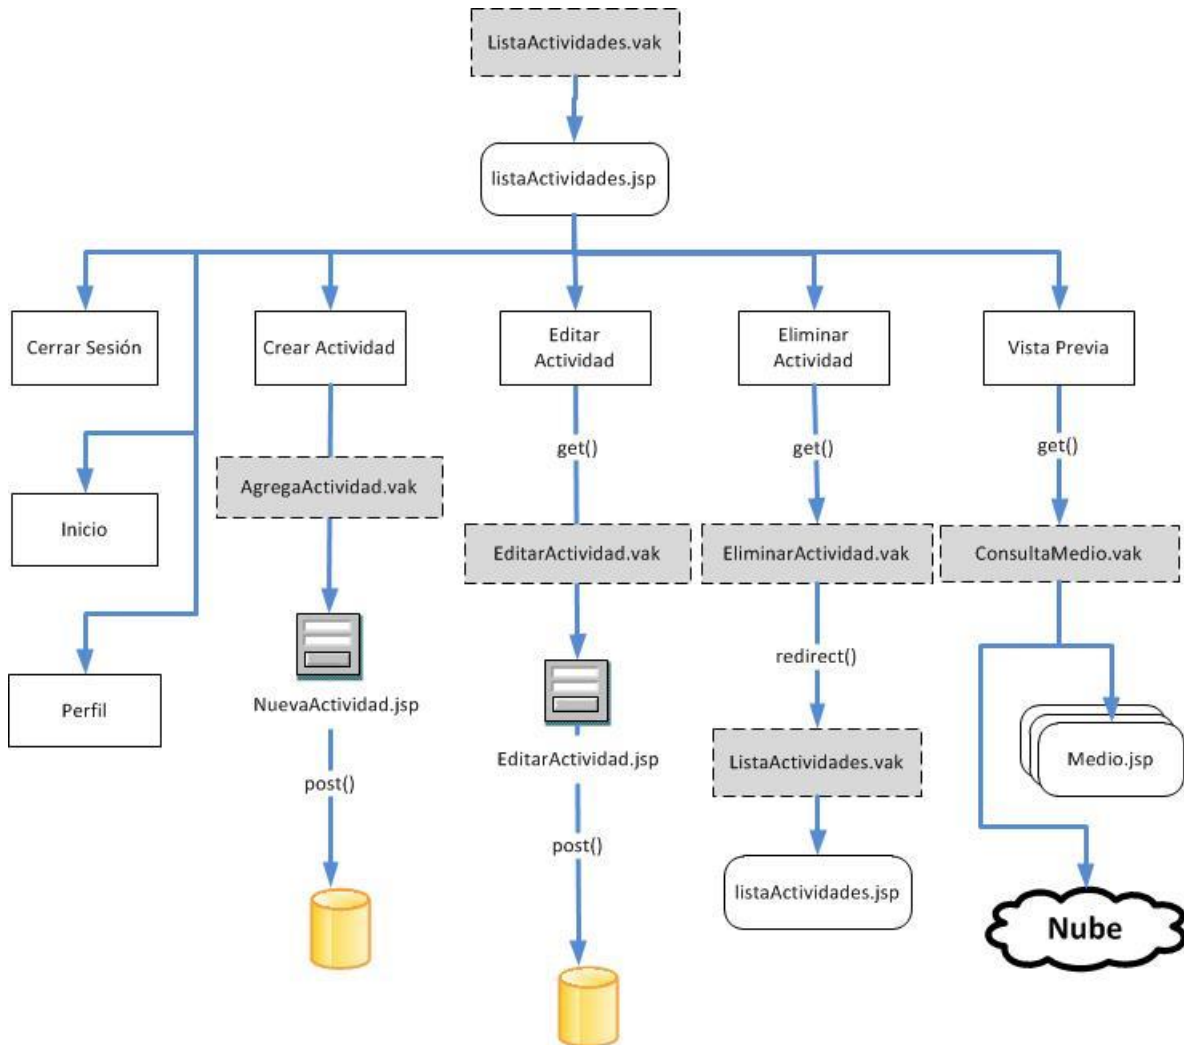 ListaActividades.vak
listaActividades.jsp
Cerrar Sesión
Crear Actividad
Editar
Actividad
Eliminar
Actividad
Vista Previa
get()
get()
get()
AgregaActividad.vak
Inicio
EditarActividad.vak
EliminarActividad.vak
ConsultaMedio.vak
redirect()
NuevaActividad.jsp
Perfil
EditarActividad.jsp
ListaActividades.vak
Medio.jsp
post()
post()
listaActividades.jsp
Nube